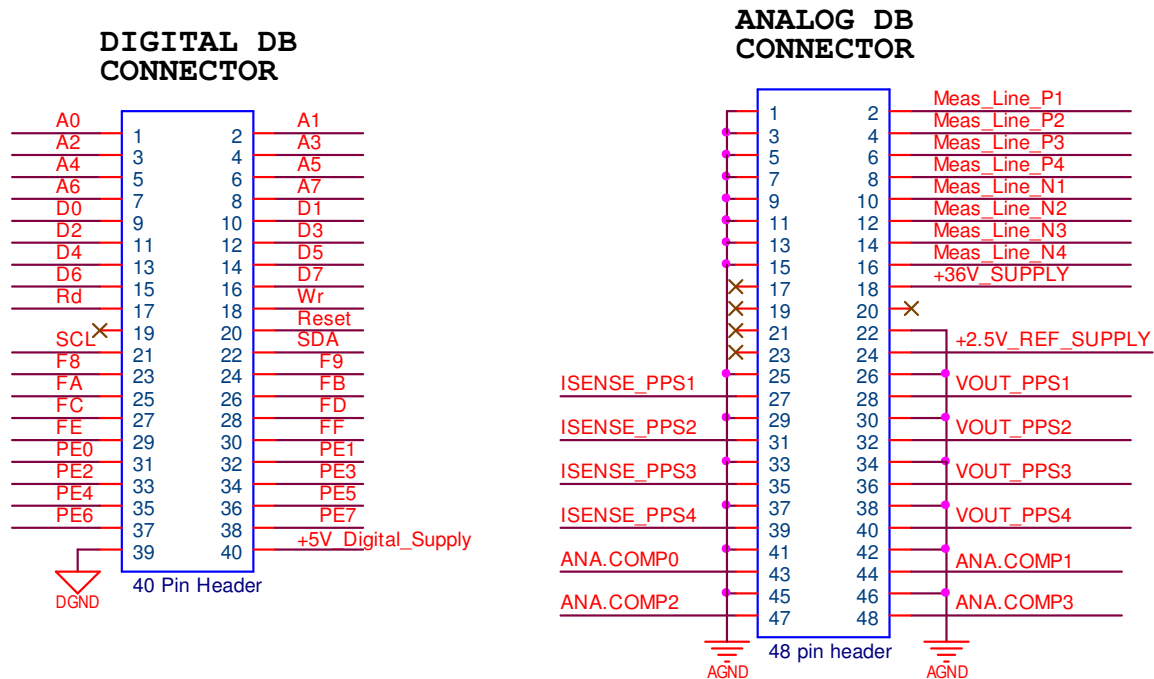 DIGITAL DB
CONNECTOR
A0 1 2 A1
A2 3 4 A3
A4 5 6 A5
A6 7 8 A7
D0 9 10 D1
D2 11 12 D3
D4 13 14 D5
D6 15 16 D7
Rd 17 18 Wr
19 20 Reset
SCL 21 22 SDA
F8 23 24 F9
FA 25 26 FB
FC 27 28 FD
FE 29 30 FF
PE0 31 32 PE1
PE2 33 34 PE3
PE4 35 36 PE5
PE6 37 38 PE7
39 40 +5V_Digital_Supply
DGND
40 Pin Header
ANALOG DB
CONNECTOR
1 2 Meas_Line_P1
3 4 Meas_Line_P2
5 6 Meas_Line_P3
7 8 Meas_Line_P4
9 10 Meas_Line_N1
11 12 Meas_Line_N2
13 14 Meas_Line_N3
15 16 Meas_Line_N4
17 18 +36V_SUPPLY
19 20
21 22
23 24 +2.5V_REF_SUPPLY
25 26
ISENSE_PPS1 27 28 VOUT_PPS1
29 30
ISENSE_PPS2 31 32 VOUT_PPS2
33 34
ISENSE_PPS3 35 36 VOUT_PPS3
37 38
ISENSE_PPS4 39 40 VOUT_PPS4
41 42
ANA.COMP0 43 44 ANA.COMP1
45 46
ANA.COMP2 47 48 ANA.COMP3
48 pin header
AGND AGND